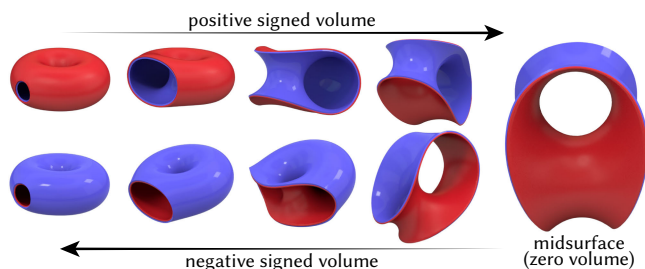 positive signed volume
negative signed volume
midsurface
(zero volume)